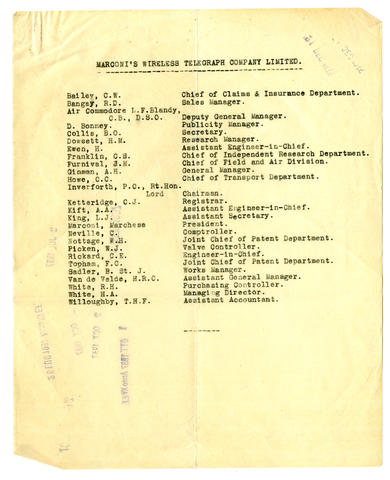 MARCONI'S WIRELESS TELEGRAPH COMPANY LIMITED.
Bailey, C.W. Chief of Claims & Insurance Department.
Bangay, R.D. Sales Manager.
Air Commodore L.F.Blandy,
C.B., D.S.O. Deputy General Manager.
D. Bonney. Publicity Manager.
Collis, B.O. Secretary.
Dowsett, H.M. Research Manager.
Ewen, H. Assistant Engineer-in-Chief.
Franklin, C.S. Chief of Independent Research Department.
Furnival, J.M. Chief of Field and Air Division.
Ginman, A.H. General Manager.
Howe, C.C. Chief of Transport Department.
Inverforth, P.C., Rt.Hon.
Lord Chairman.
Ketteridge, C.J. Registrar.
Kift, A.A. Assistant Engineer-in-Chief.
King, L.J. Assistant Secretary.
Marconi, Marchese President.
Neville, C. Comptroller.
Nottage, W.H. Joint Chief of Patent Department.
Picken, W.J. Valve Controller.
Rickard, C.E. Engineer-in-Chief.
Topham, F.C. Joint Chief of Patent Department.
Sadler, B. St. J. Works Manager.
Van de Velde, H.R.C. Assistant General Manager.
White, R.H. Purchasing Controller.
White, H.A. Managing Director.
Willoughby, T.H.F. Assistant Accountant.